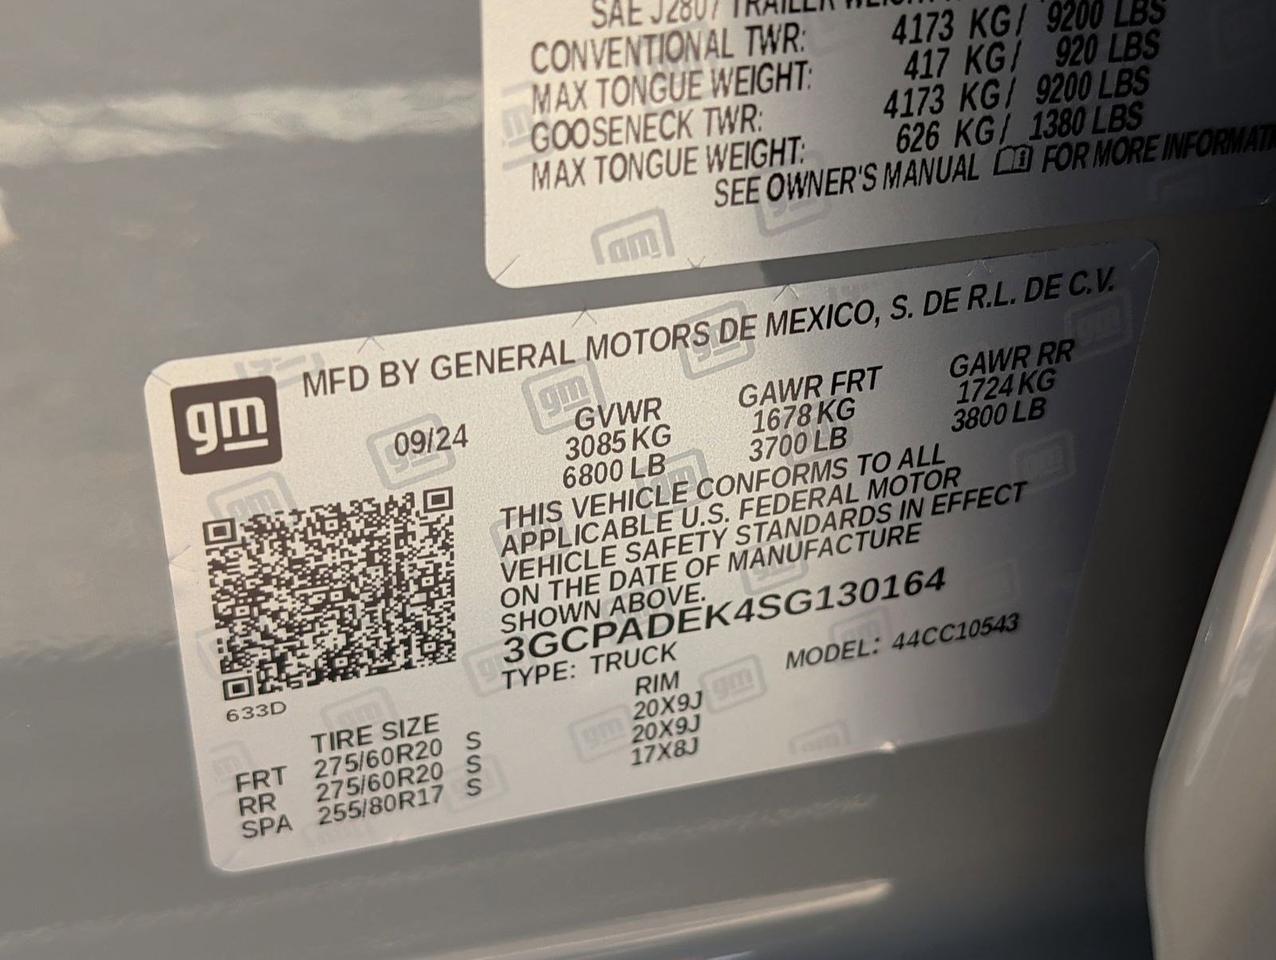 SAE J2807 TRAILER
CONVENTIONAL TWR: 4173 KG/ 9200 LBS
MAX TONGUE WEIGHT: 417 KG/ 920 LBS
GOOSENECK TWR: 4173 KG/ 9200 LBS
MAX TONGUE WEIGHT: 626 KG/ 1380 LBS
SEE OWNER'S MANUAL FOR MORE INFORMATI
gm
MFD BY GENERAL MOTORS DE MEXICO, S. DE R.L. DE C.V.
gm
09/24
GVWR GAWR FRT GAWR RR
3085 KG 1678 KG 1724 KG
6800 LB 3700 LB 3800 LB
THIS VEHICLE CONFORMS TO ALL
APPLICABLE U.S. FEDERAL MOTOR
VEHICLE SAFETY STANDARDS IN EFFECT
ON THE DATE OF MANUFACTURE
SHOWN ABOVE.
3GCPADEK4SG130164
TYPE: TRUCK MODEL: 44CC10543
633D
TIRE SIZE RIM
FRT 275/60R20 S 20X9J
RR 275/60R20 S 20X9J
SPA 255/80R17 S 17X8J